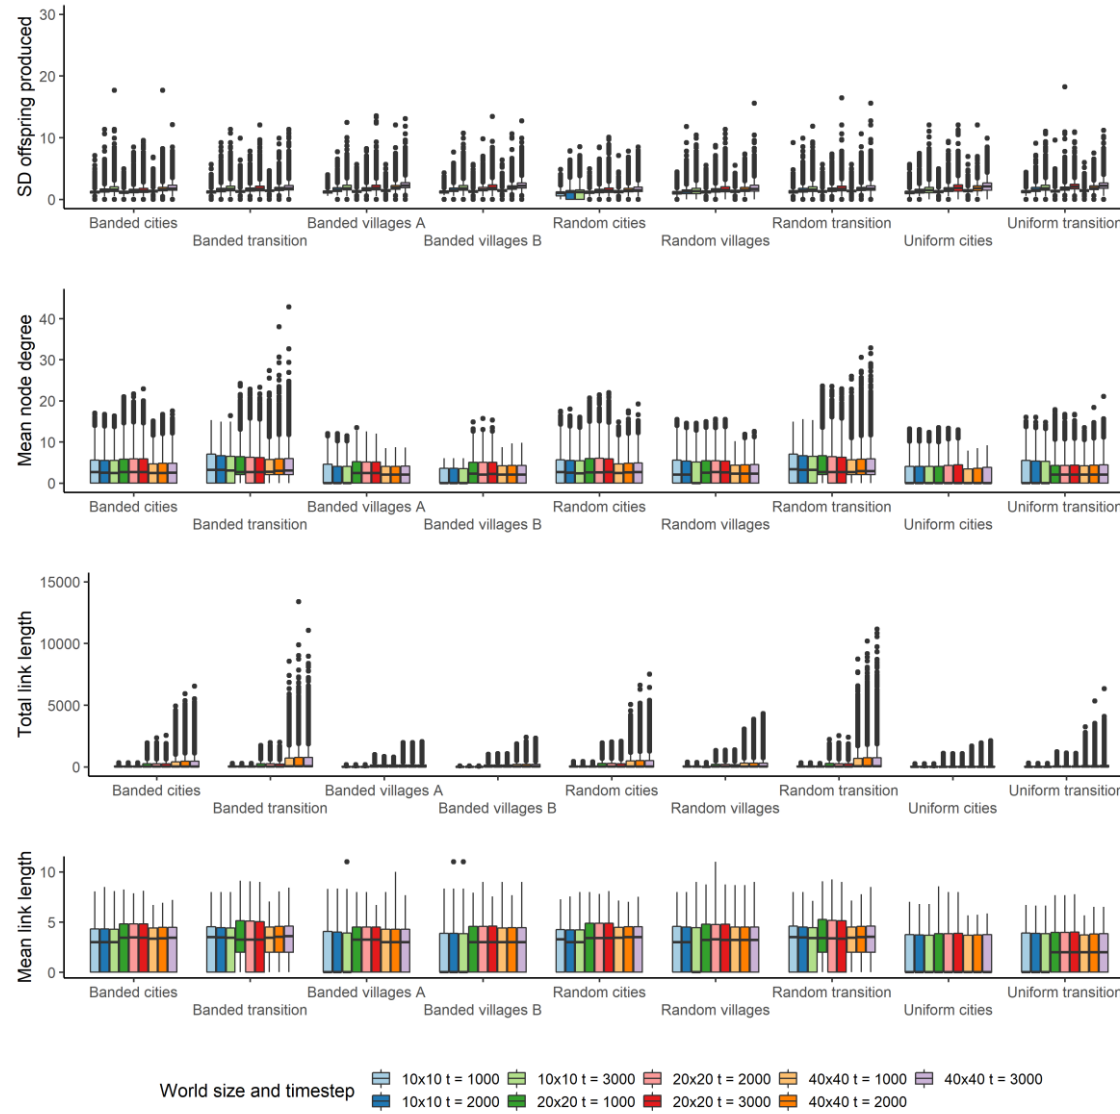 SD offspring produced
30
20
10
0
Banded cities
Banded transition
Banded villages A
Banded villages B
Random cities
Random villages
Random transition
Uniform cities
Uniform transition
Mean node degree
40
30
20
10
0
Banded cities
Banded transition
Banded villages A
Banded villages B
Random cities
Random villages
Random transition
Uniform cities
Uniform transition
Total link length
15000
10000
5000
0
Banded cities
Banded transition
Banded villages A
Banded villages B
Random cities
Random villages
Random transition
Uniform cities
Uniform transition
Mean link length
10
5
0
Banded cities
Banded transition
Banded villages A
Banded villages B
Random cities
Random villages
Random transition
Uniform cities
Uniform transition
World size and timestep
10x10 t = 1000
10x10 t = 2000
10x10 t = 3000
20x20 t = 1000
20x20 t = 2000
20x20 t = 3000
40x40 t = 1000
40x40 t = 2000
40x40 t = 3000